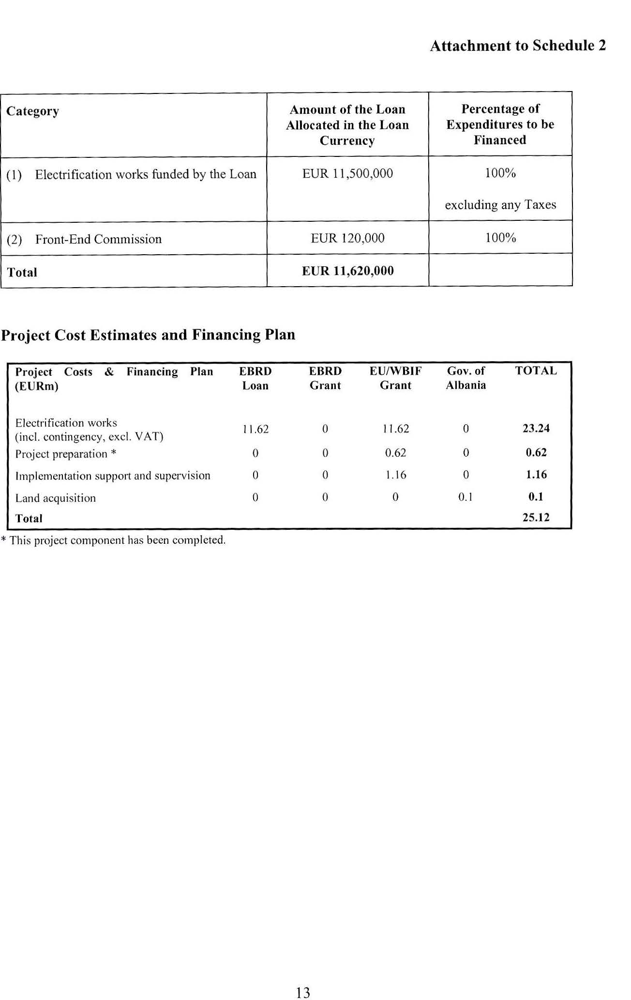 Attachment to Schedule 2
Category
Amount of the Loan
Allocated in the Loan
Currency
Percentage of
Expenditures to be
Financed
(1) Electrification works funded by the Loan EUR 11,500,000 100%
excluding any Taxes
(2) Front-End Commission EUR 120,000 100%
Total EUR 11,620,000
Project Cost Estimates and Financing Plan
Project Costs & Financing Plan EBRD EBRD EU/WBIF Gov. of TOTAL
(EURm) Loan Grant Grant Albania
Electrification works
(incl. contingency, excl. VAT) 11.62 0 11.62 0 23.24
Project preparation * 0 0 0.62 0 0.62
Implementation support and supervision 0 0 1.16 0 1.16
Land acquisition 0 0 0 0.1 0.1
Total 25.12
* This project component has been completed.
13